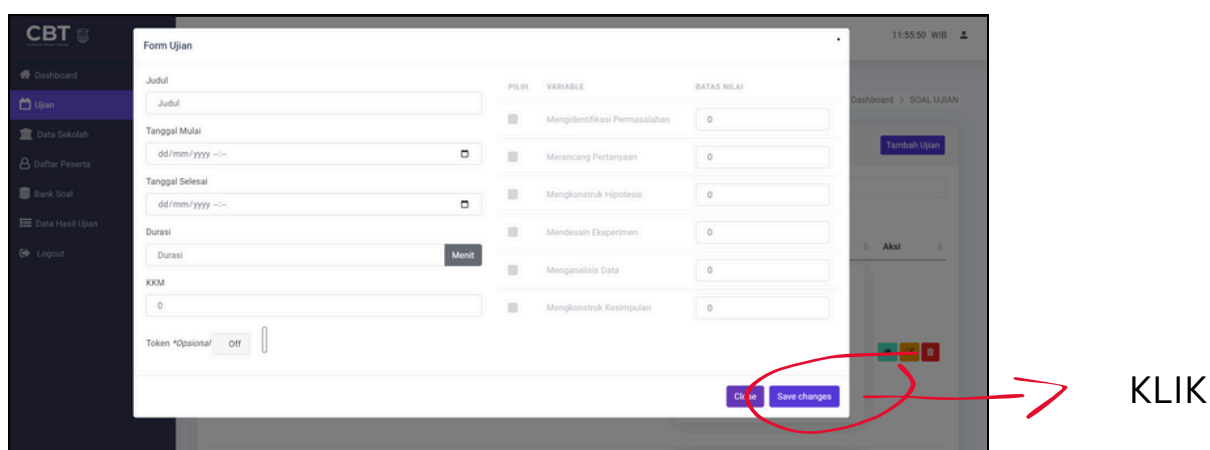 CBT
11:55:50 WIB
Dashboard
Ujian
Data Sekolah
Daftar Peserta
Bank Soal
Data Hasil Ujian
Logout
Dashboard > SOAL UJIAN
Tambah Ujian
Aksi
Form Ujian
Judul
Judul
Tanggal Mulai
dd/mm/yyyy --:--
Tanggal Selesai
dd/mm/yyyy --:--
Durasi
Durasi
Menit
KKM
0
Token *Opsional
Off
PILIH VARIABLE BATAS NILAI
Mengidentifikasi Permasalahan 0
Merancang Pertanyaan 0
Mengkonstruk Hipotesis 0
Mendesain Eksperimen 0
Menganalisis Data 0
Mengkonstruk Kesimpulan 0
Close
Save changes
KLIK